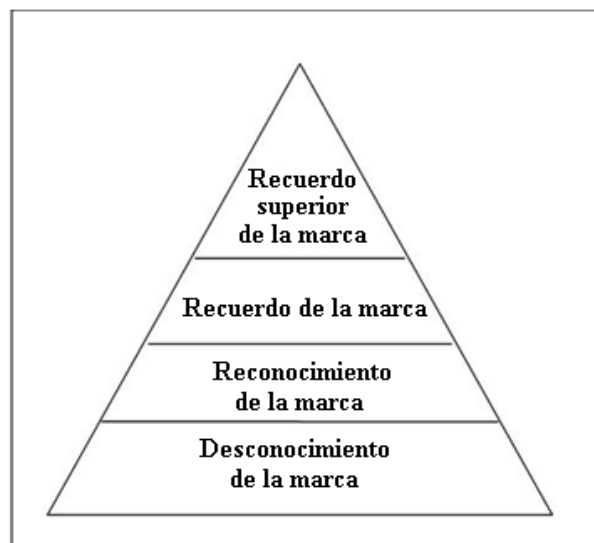 Recuerdo
superior
de la marca
Recuerdo de la marca
Reconocimiento
de la marca
Desconocimiento
de la marca